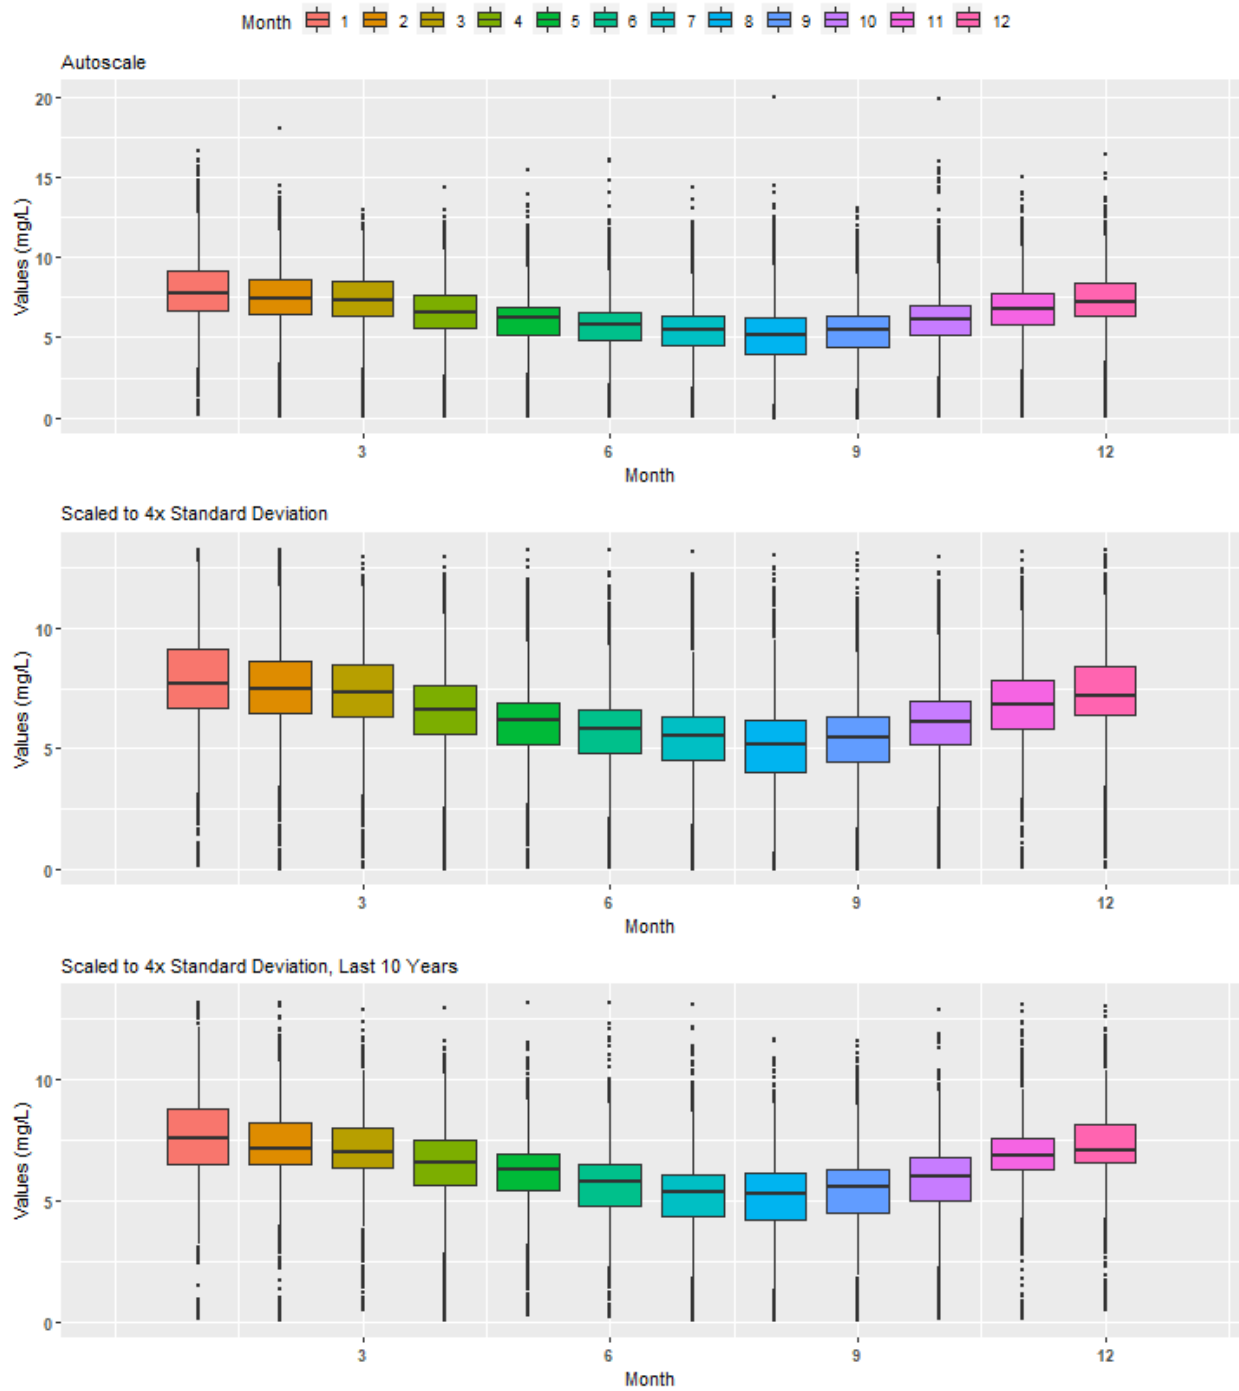 Month 1 2 3 4 5 6 7 8 9 10 11 12
Autoscale
Values (mg/L)
20
15
10
5
0
3 6 9 12
Month
Scaled to 4x Standard Deviation
Values (mg/L)
10
5
0
3 6 9 12
Month
Scaled to 4x Standard Deviation, Last 10 Years
Values (mg/L)
10
5
0
3 6 9 12
Month